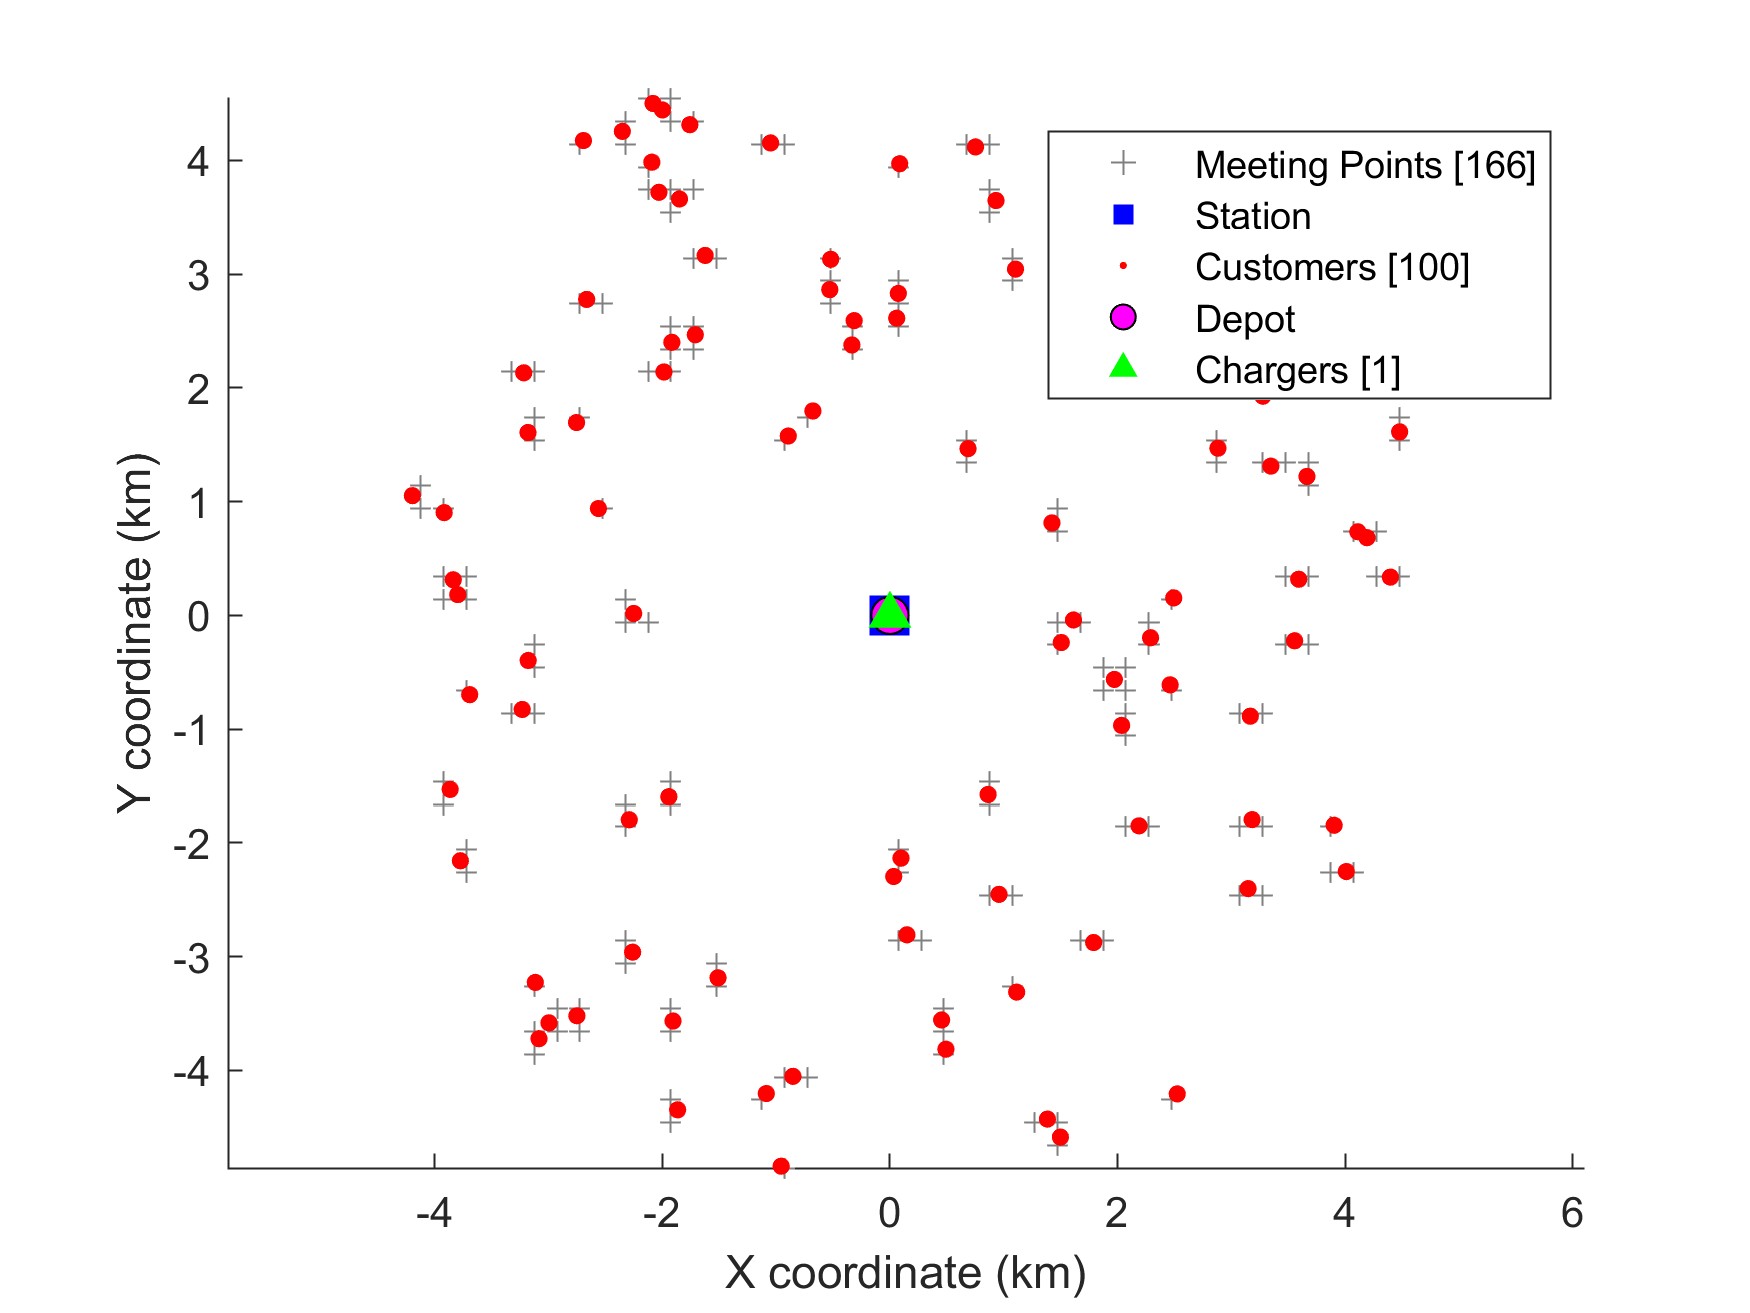 Meeting Points [166]
Station
Customers [100]
Depot
Chargers [1]
4
3
2
1
0
-1
-2
-3
-4
Y coordinate (km)
-4 -2 0 2 4 6
X coordinate (km)